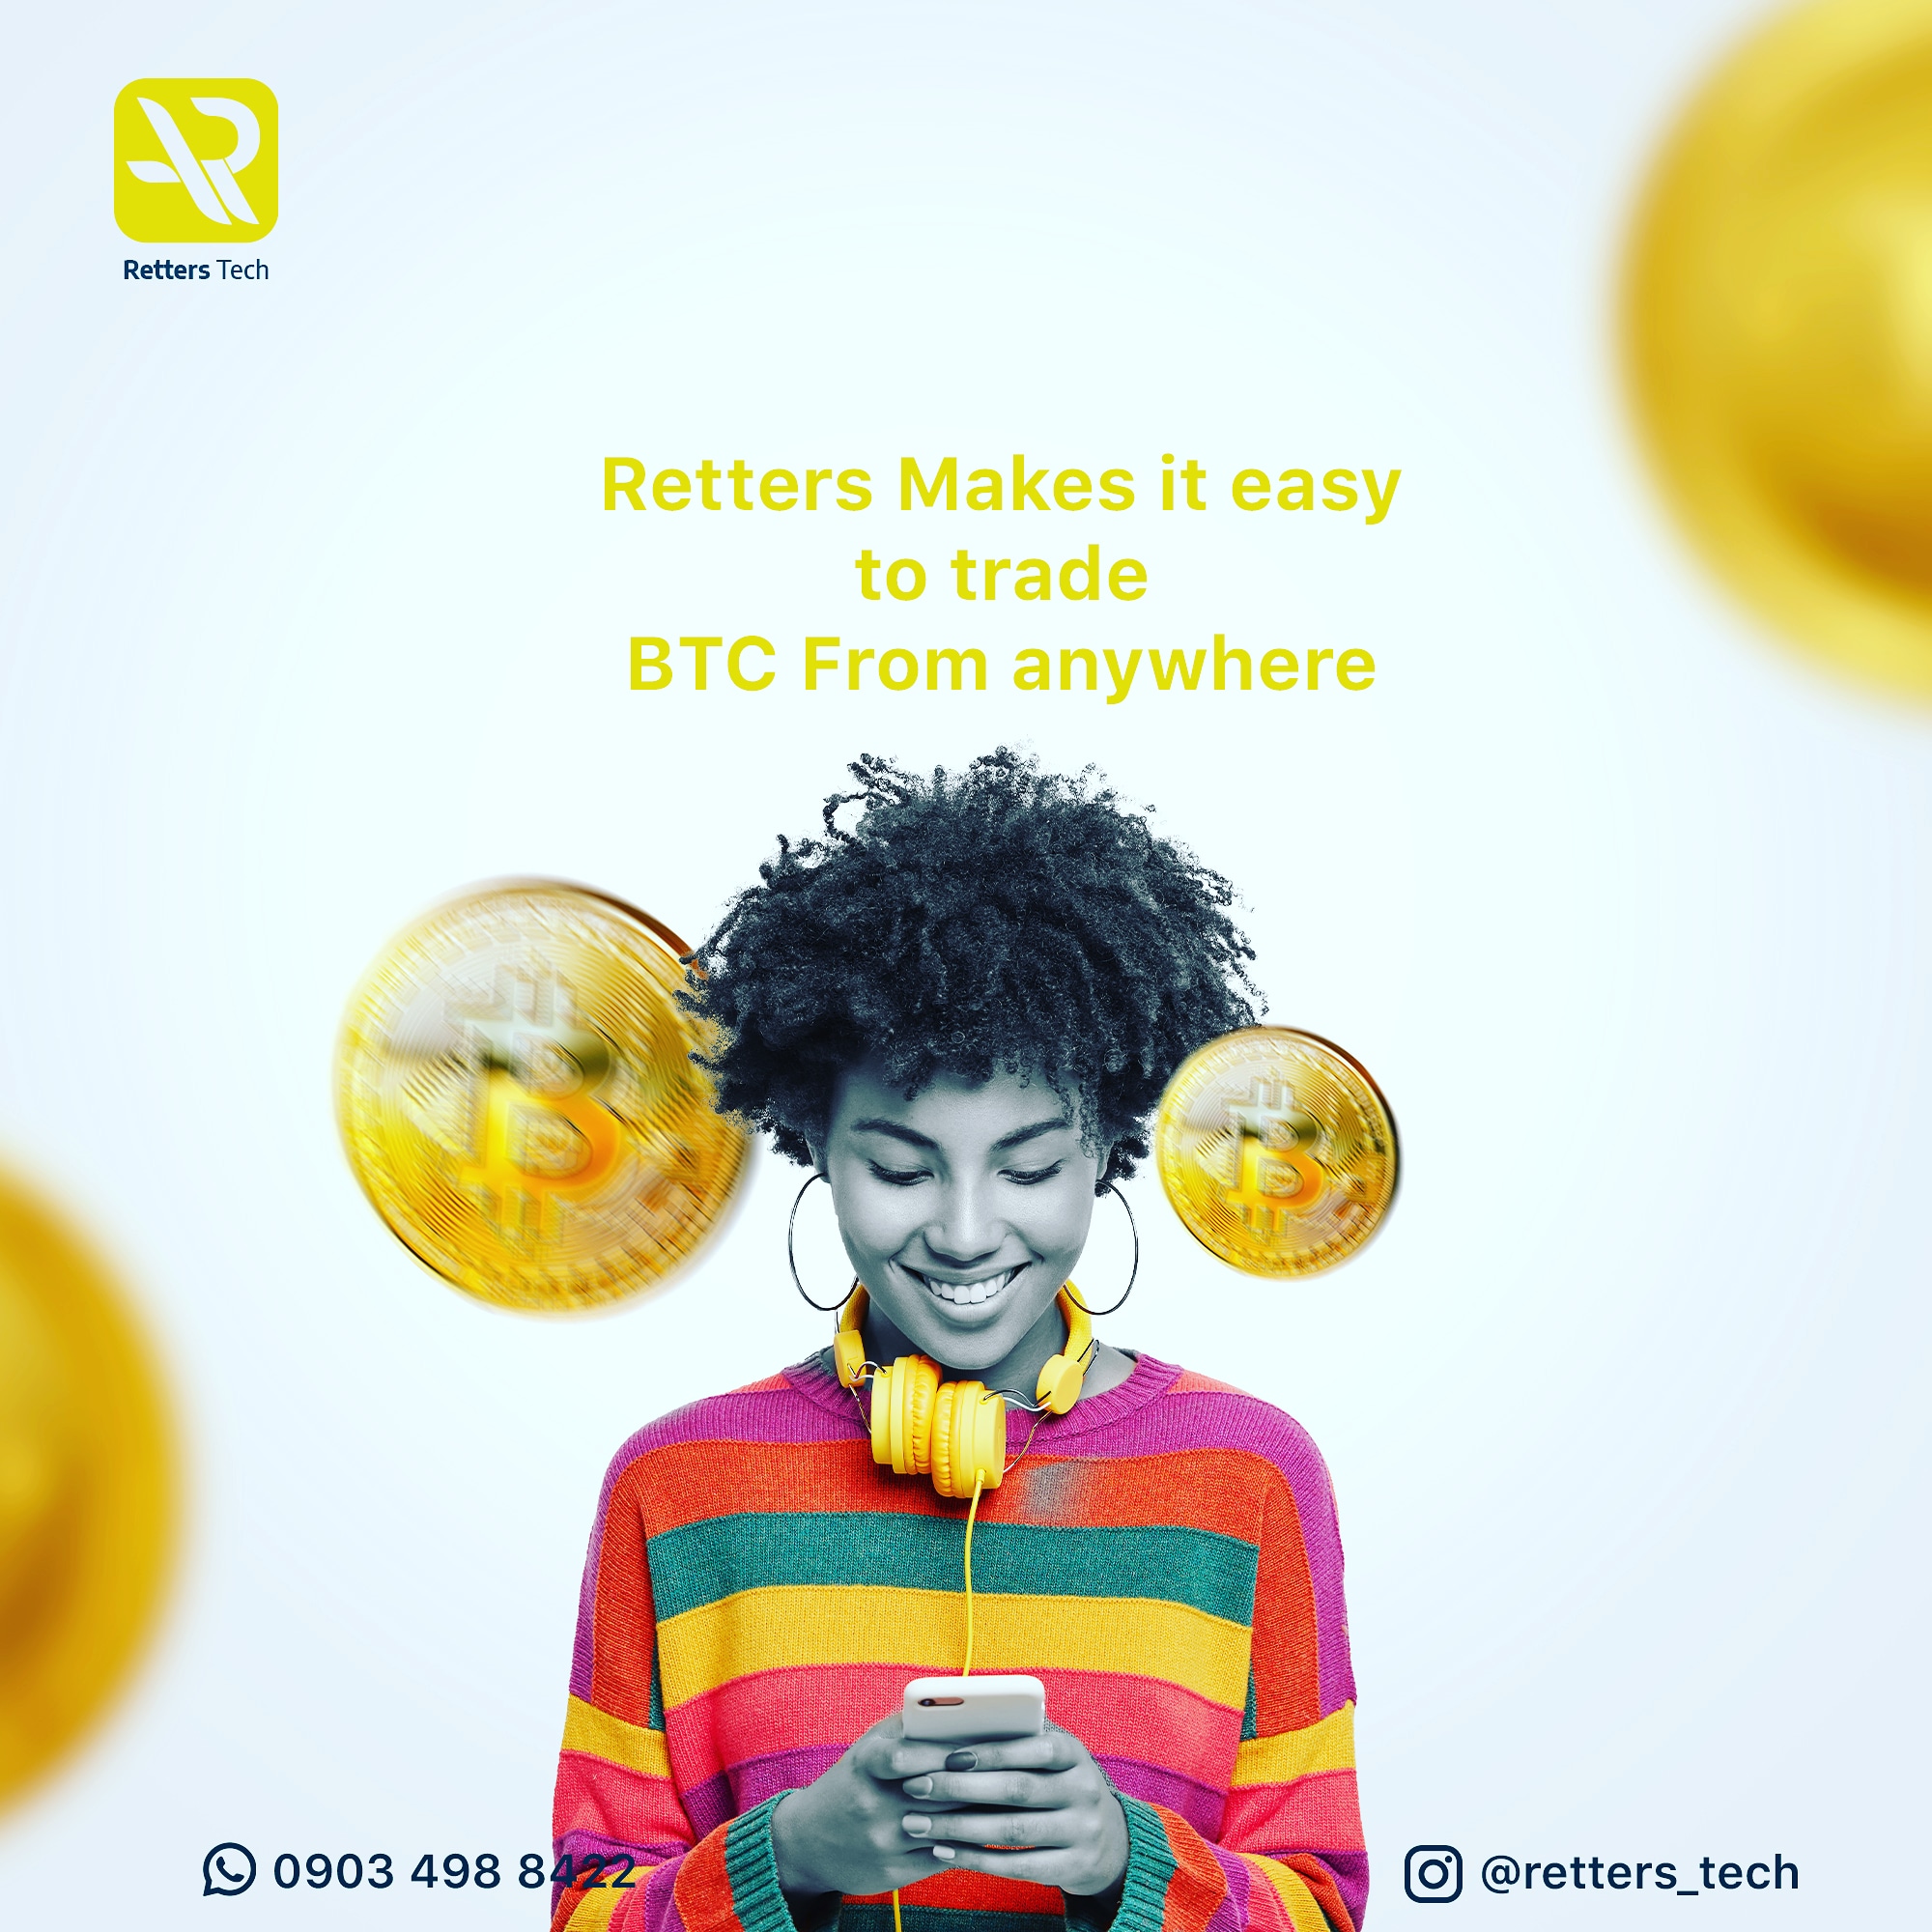 Retters Tech
Retters Makes it easy
to trade
BTC From anywhere
0903 498 8422
@retters_tech